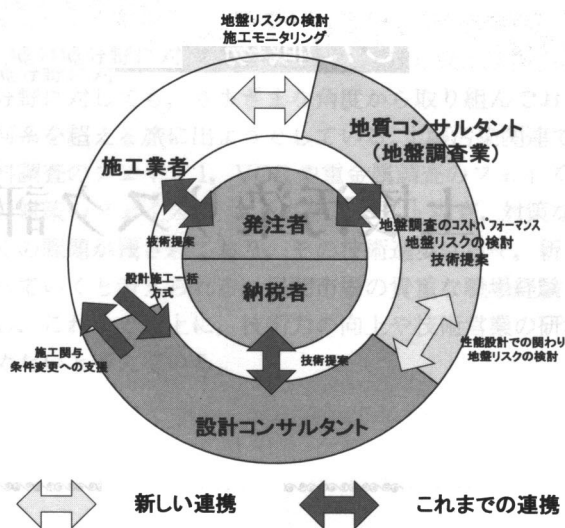 地盤リスクの検討
施工モニタリング
地質コンサルタント
(地盤調査業)
施工業者
発注者
技術提案
地盤調査のコストパフォーマンス
地盤リスクの検討
技術提案
納税者
設計施工一括
方式
施工関与
条件変更への支援
技術提案
性能設計での関わり
地盤リスクの検討
設計コンサルタント
新しい連携
これまでの連携